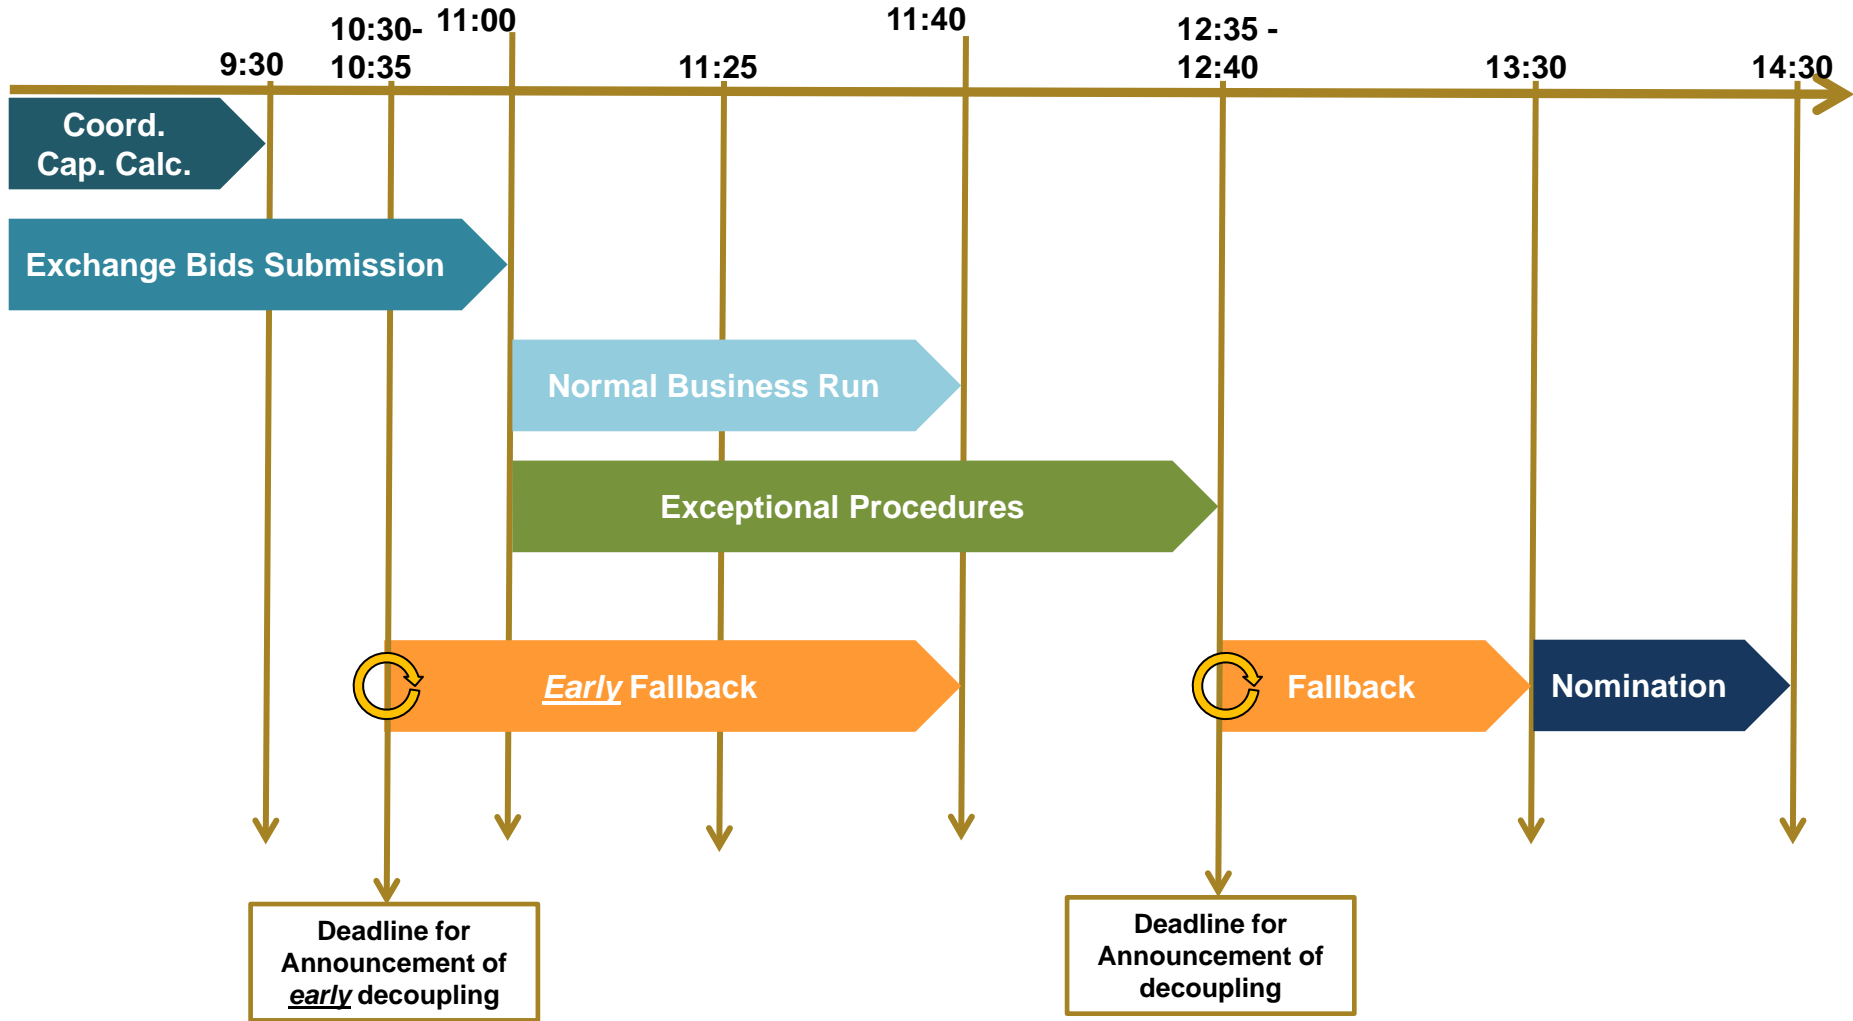 10:30-
11:00
11:40
12:35 -
9:30
10:35
11:25
12:40
13:30
14:30
Coord.
Cap. Calc.
Exchange Bids Submission
Normal Business Run
Exceptional Procedures
Early Fallback
Fallback
Nomination
Deadline for
Announcement of
early decoupling
Deadline for
Announcement of
decoupling